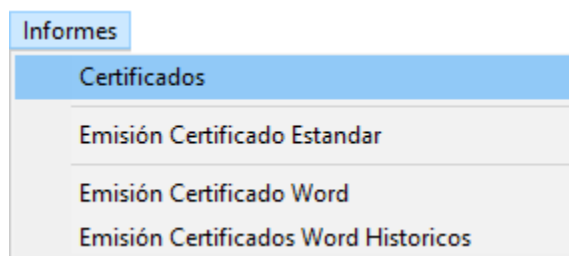 Informes
Certificados
Emisión Certificado Estandar
Emisión Certificado Word
Emisión Certificados Word Historicos